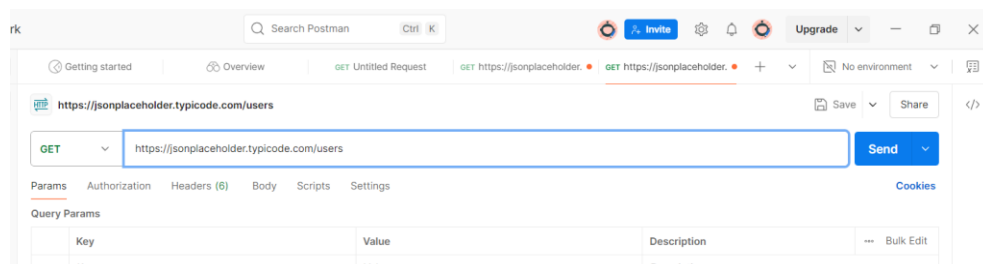 rk
Search Postman Ctrl K Invite Upgrade
Getting started Overview GET Untitled Request GET https://jsonplaceholder. GET https://jsonplaceholder. No environment
HTTP https://jsonplaceholder.typicode.com/users Save Share </>
GET https://jsonplaceholder.typicode.com/users Send
Params Authorization Headers (6) Body Scripts Settings Cookies
Query Params
Key Value Description Bulk Edit